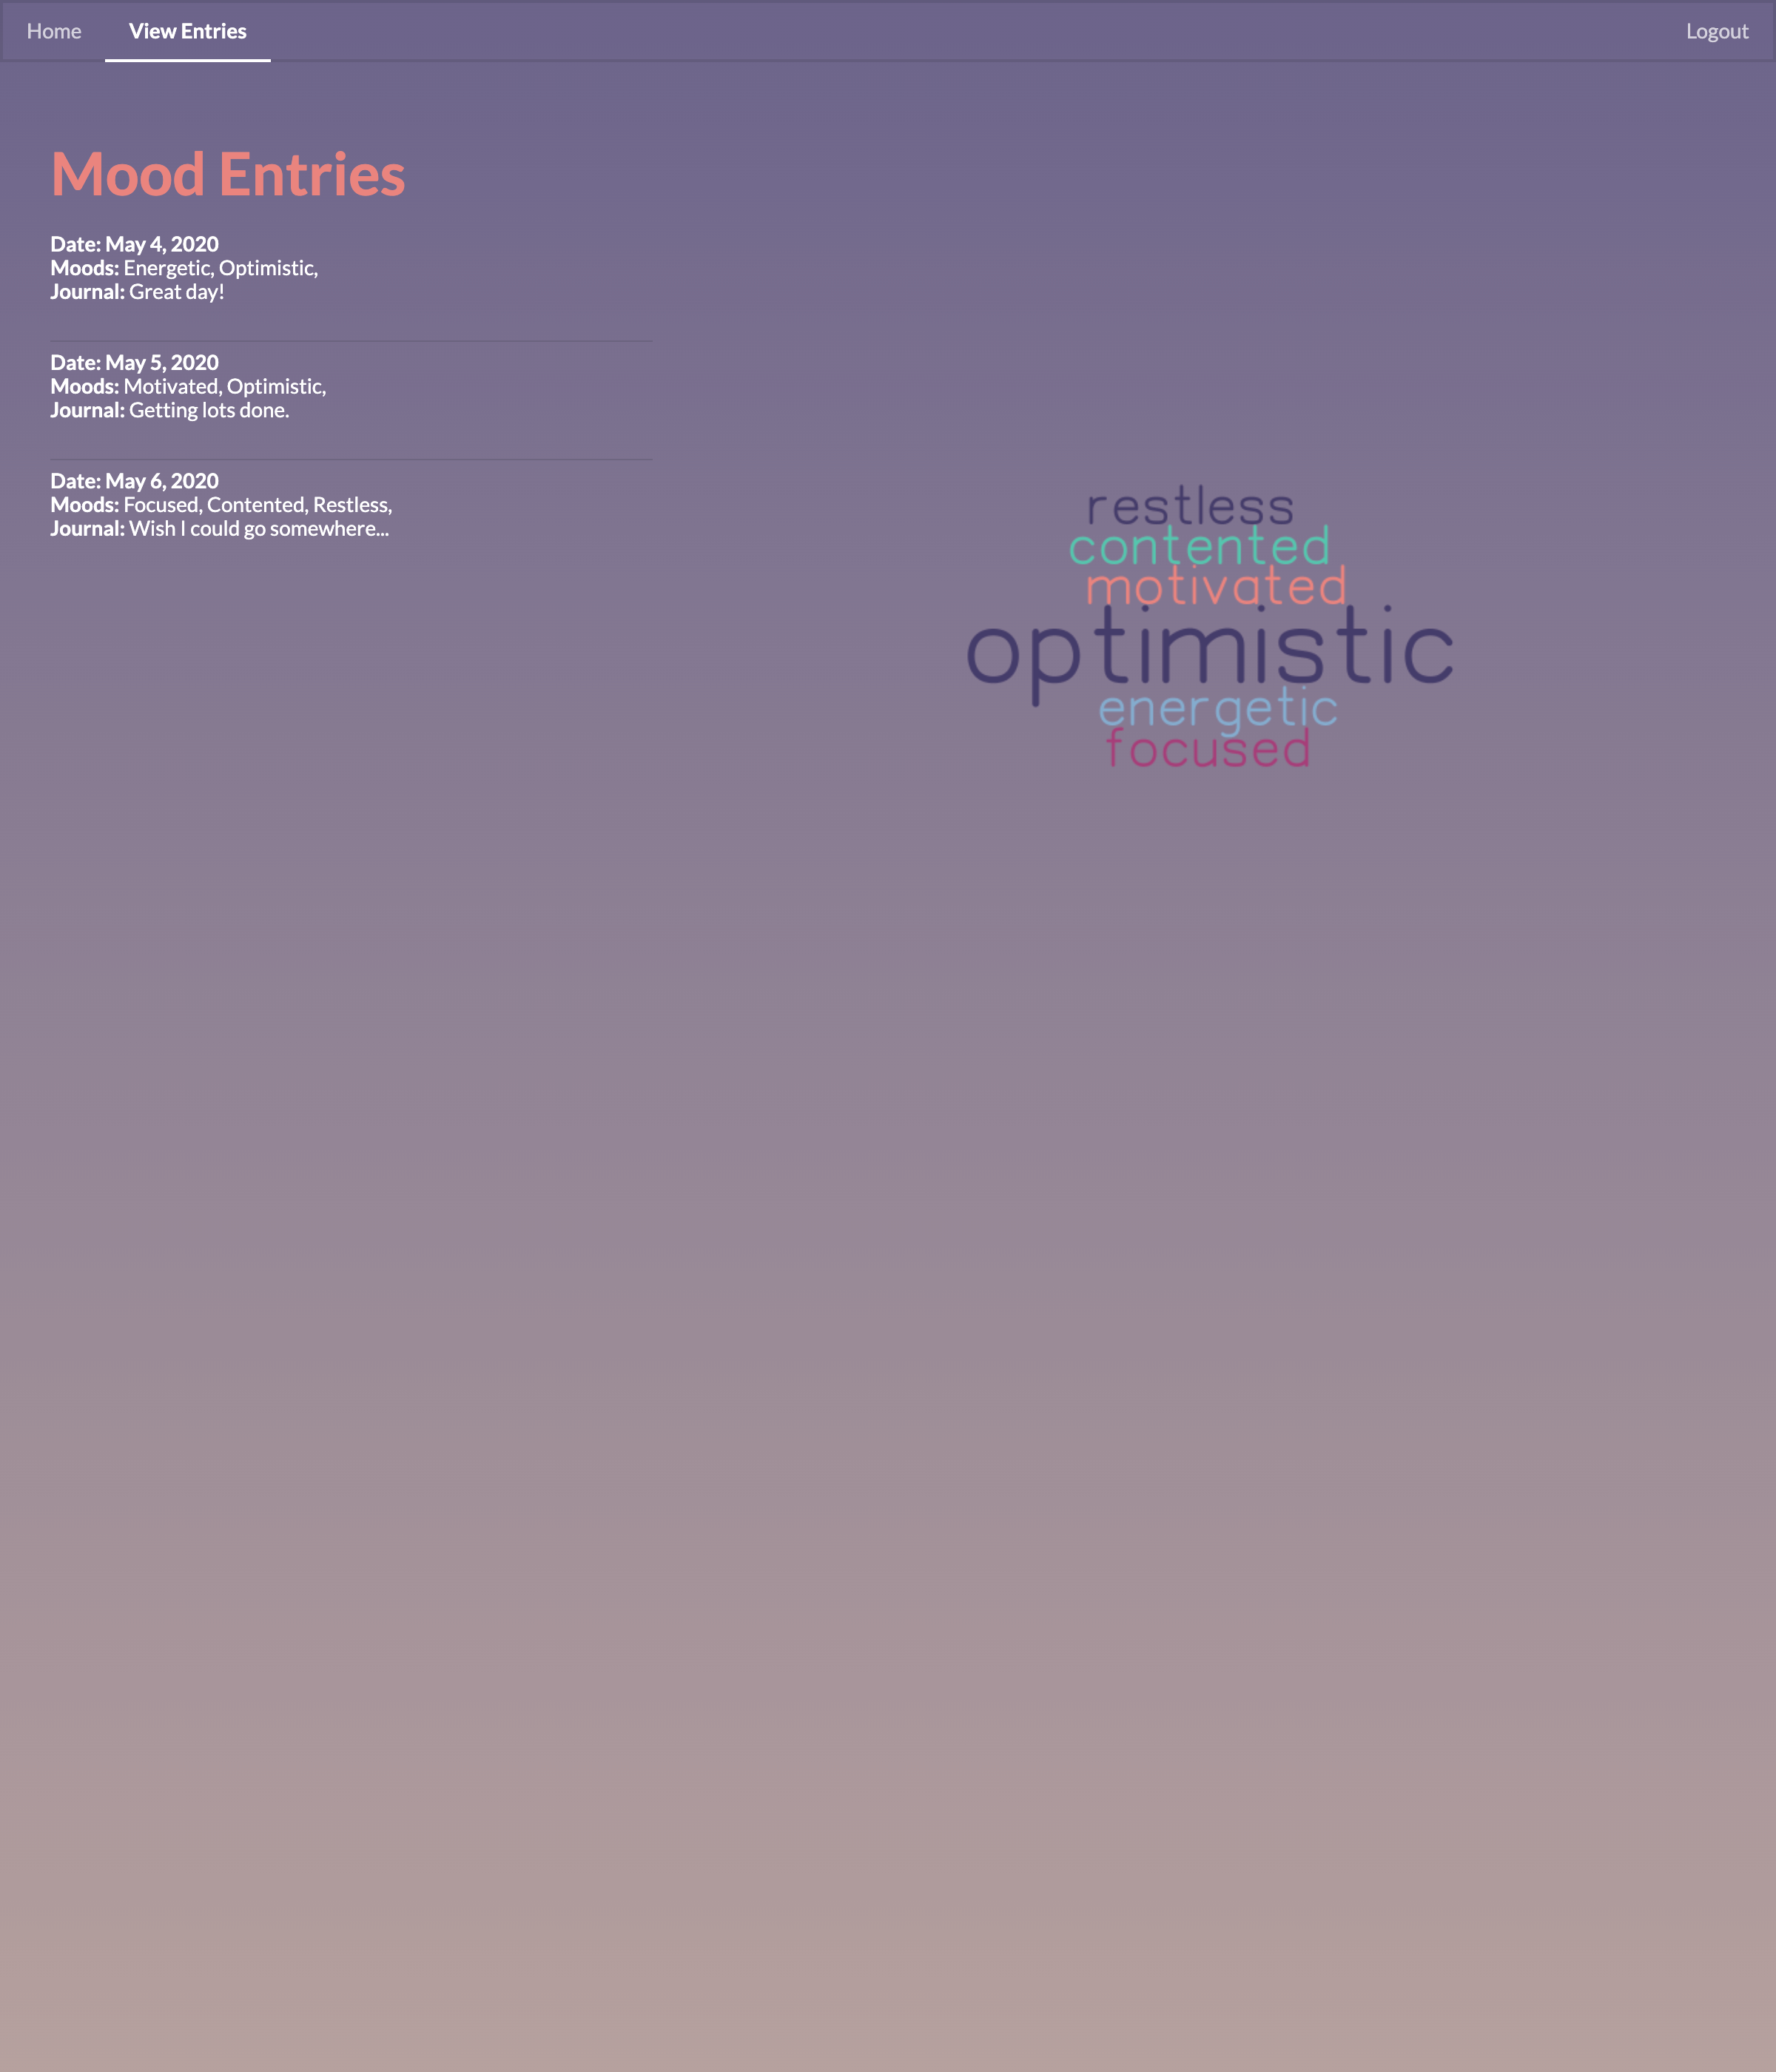 Home View Entries Logout
Mood Entries
Date: May 4, 2020
Moods: Energetic, Optimistic,
Journal: Great day!
Date: May 5, 2020
Moods: Motivated, Optimistic,
Journal: Getting lots done.
Date: May 6, 2020
Moods: Focused, Contented, Restless,
Journal: Wish I could go somewhere...
restless
contented
motivated
optimistic
energetic
focused